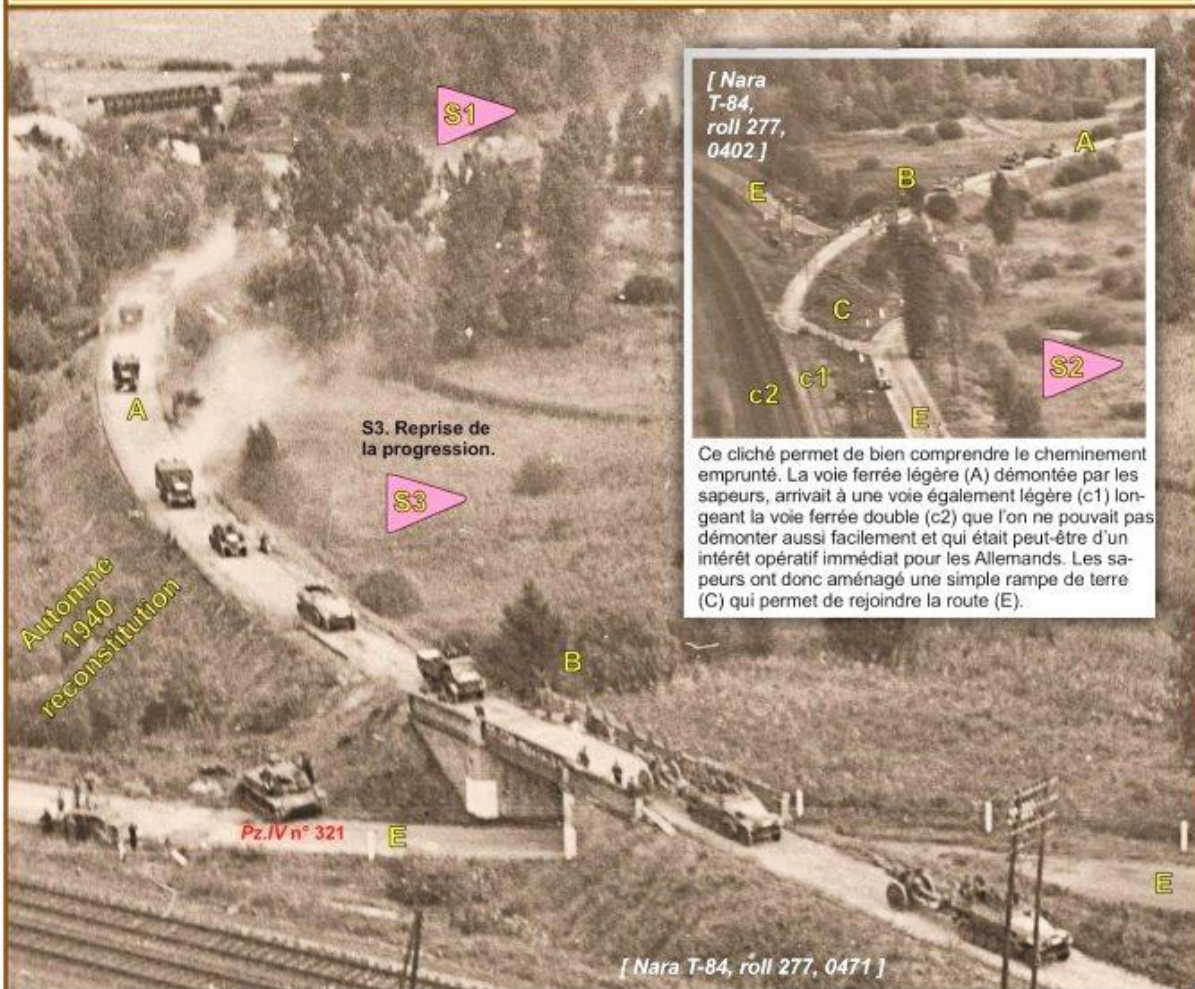 S1
[ Nara
T-84,
roll 277,
0402 ]
A
B
E
C
S2
c1
c2
E
Ce cliché permet de bien comprendre le cheminement
emprunté. La voie ferrée légère (A) démontée par les
sapeurs, arrivait à une voie également légère (c1) lon-
geant la voie ferrée double (c2) que l'on ne pouvait pas
démonter aussi facilement et qui était peut-être d'un
intérêt opératif immédiat pour les Allemands. Les sa-
peurs ont donc aménagé une simple rampe de terre
(C) qui permet de rejoindre la route (E).
A
S3. Reprise de
la progression.
S3
Automne
1940
reconstitution
B
Pz.IV n° 321
E
E
[ Nara T-84, roll 277, 0471 ]